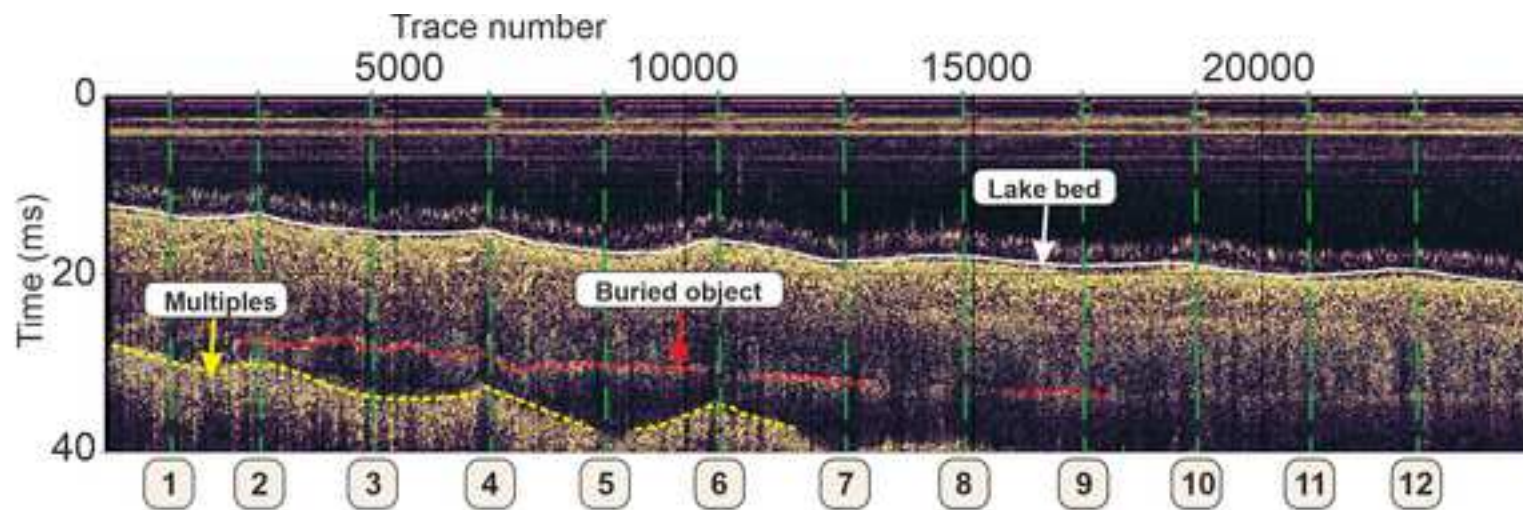 Trace number
5000 10000 15000 20000
0
Lake bed
20
Buried object
Multiples
Time (ms)
40
1 2 3 4 5 6 7 8 9 10 11 12